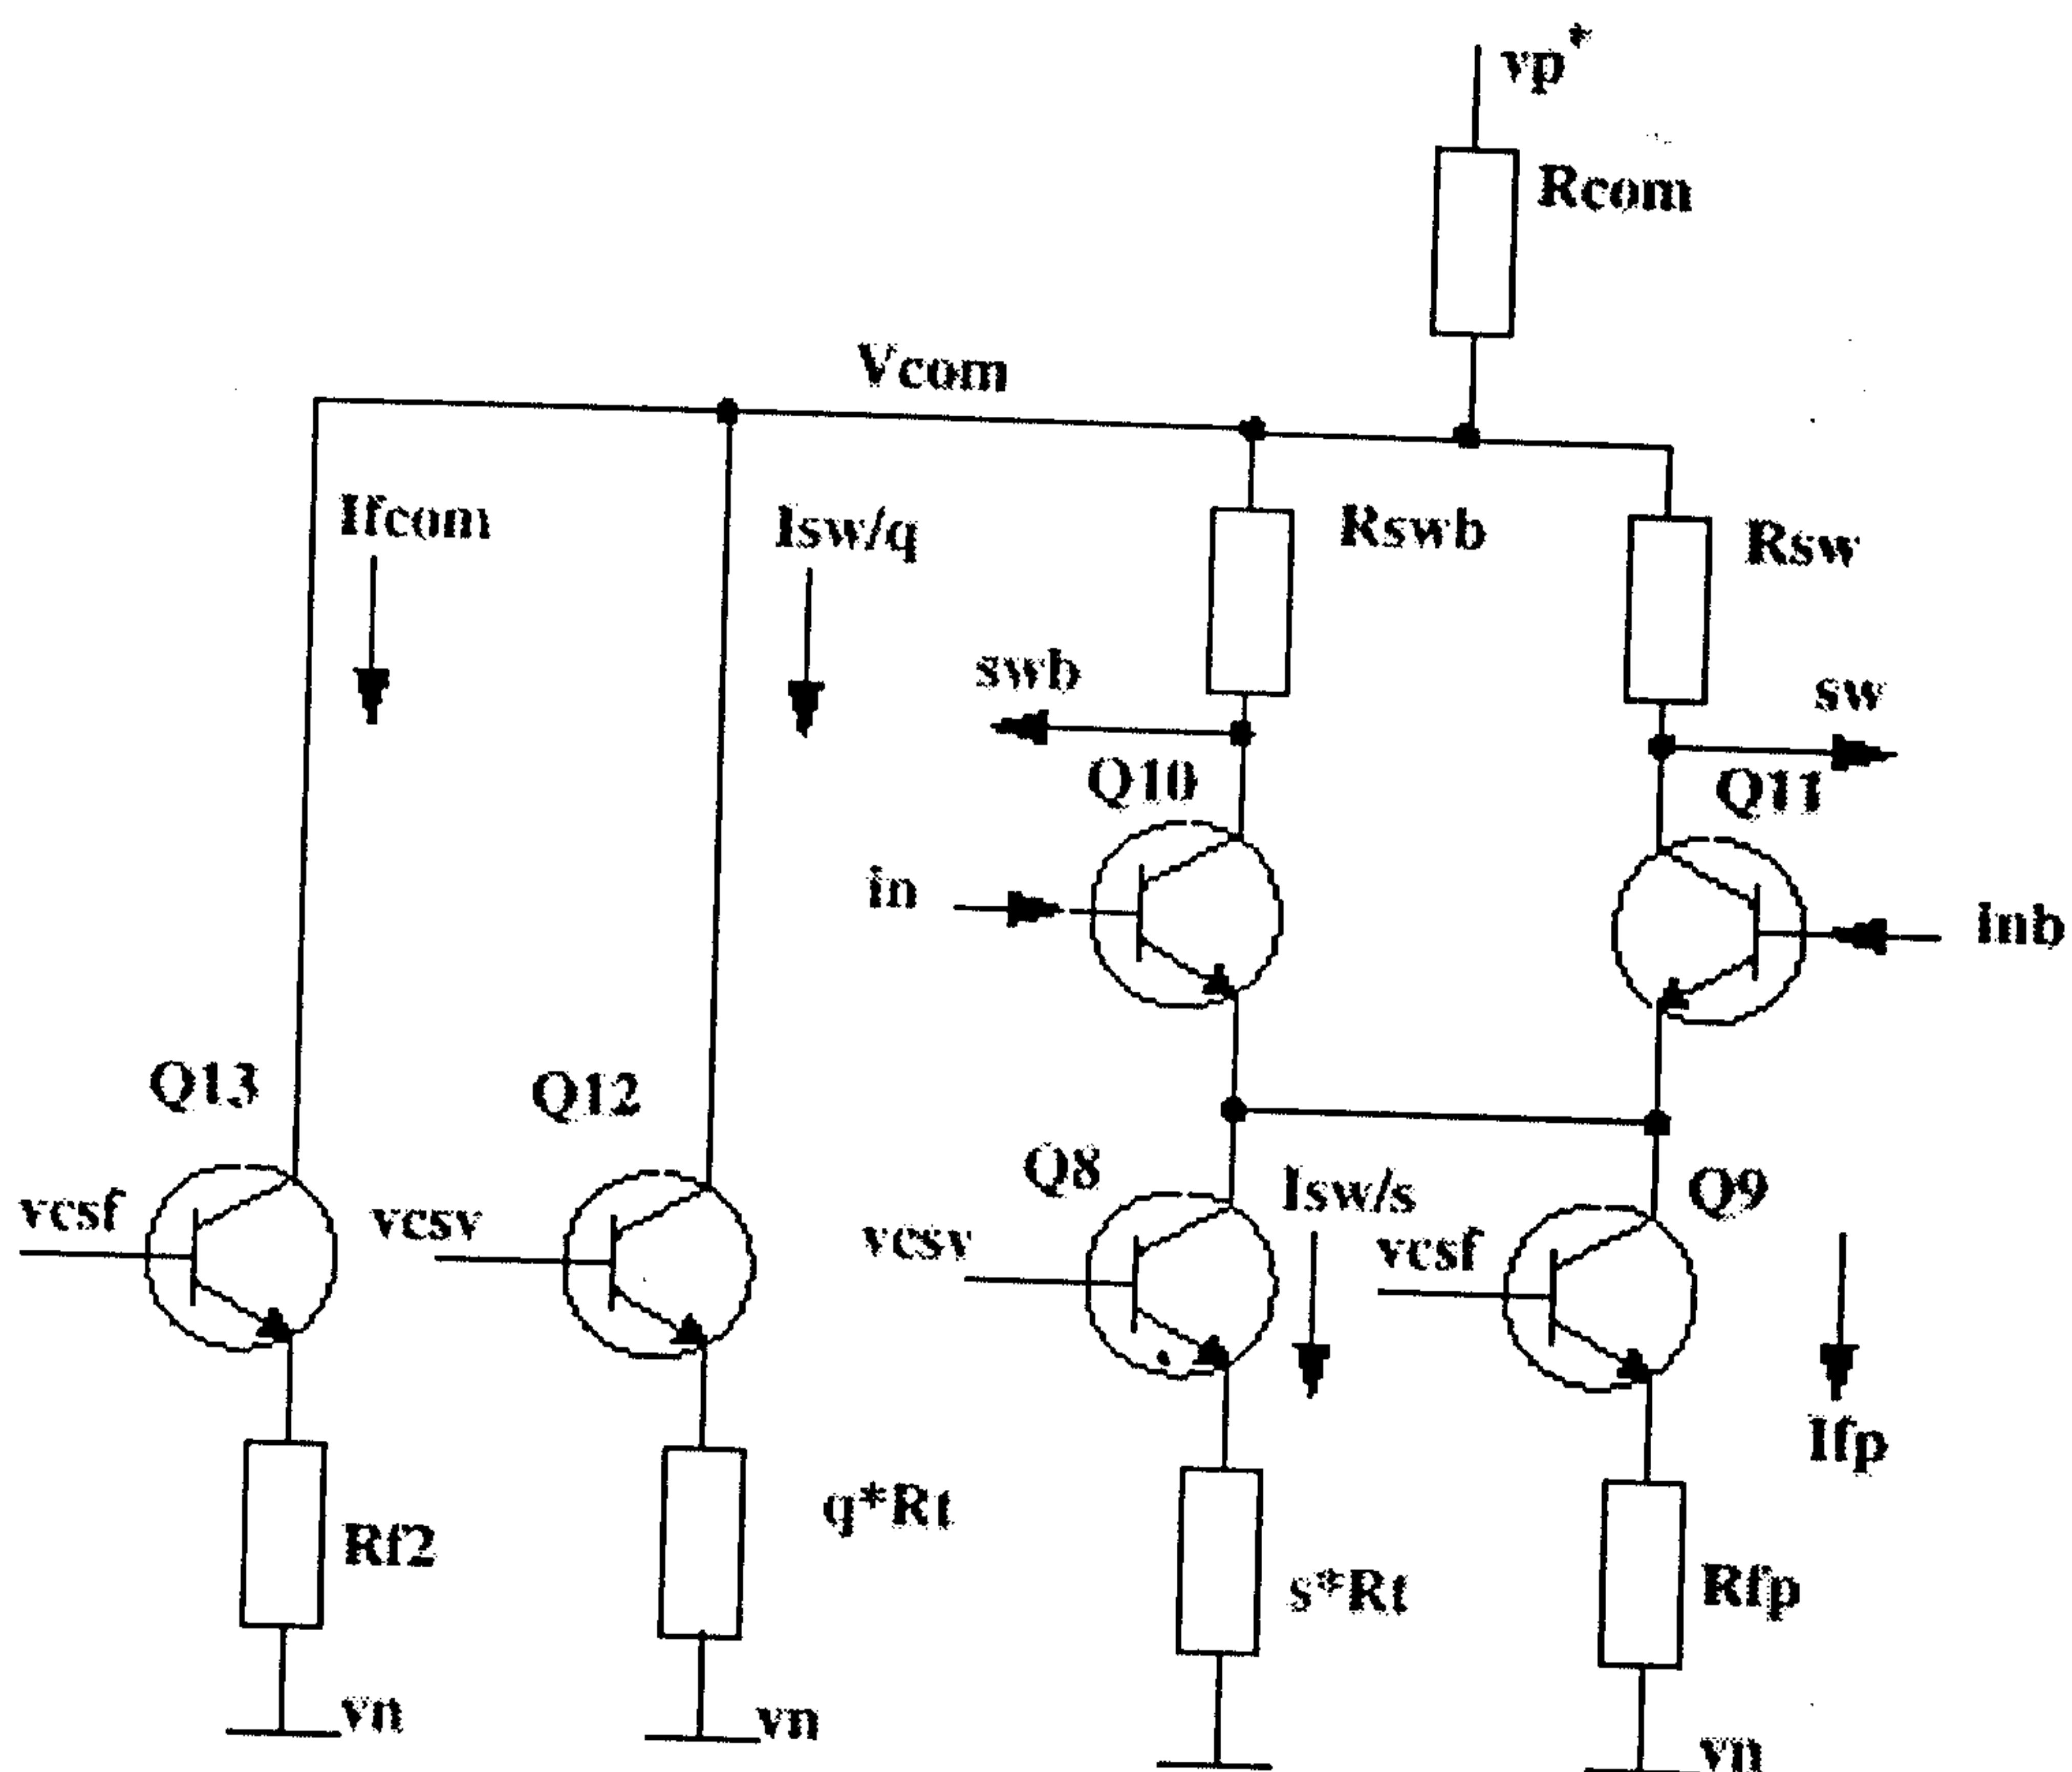 vp*
Rcom
Vcom
Ifcom
Isw/q
Rswb
Rsw
swb
sw
Q10
Q11
in
inb
Q13
Q12
Q8
Isw/s
Q9
vcsf
vcsv
vcsv
vcsf
Ifp
q*Rt
Rf2
s*Rt
Rfp
vn
vn
vn